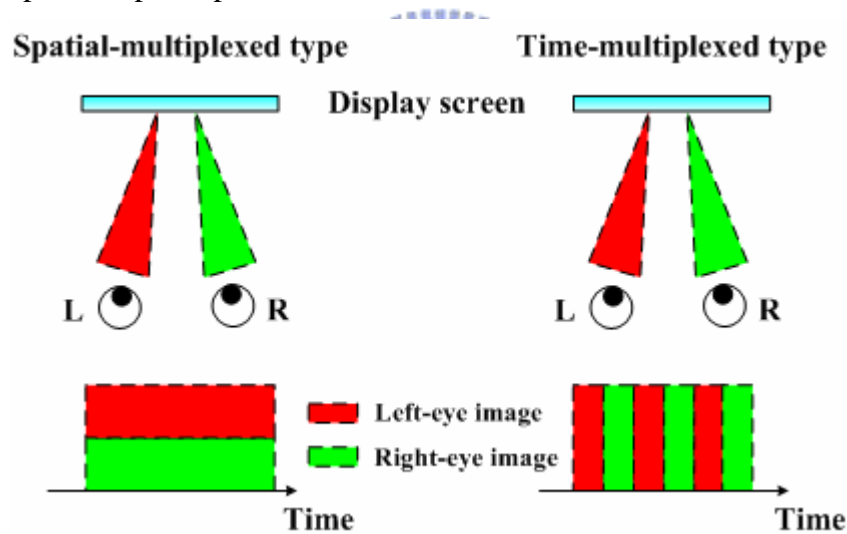 Spatial-multiplexed type
Time-multiplexed type
Display screen
L
R
L
R
Left-eye image
Right-eye image
Time
Time